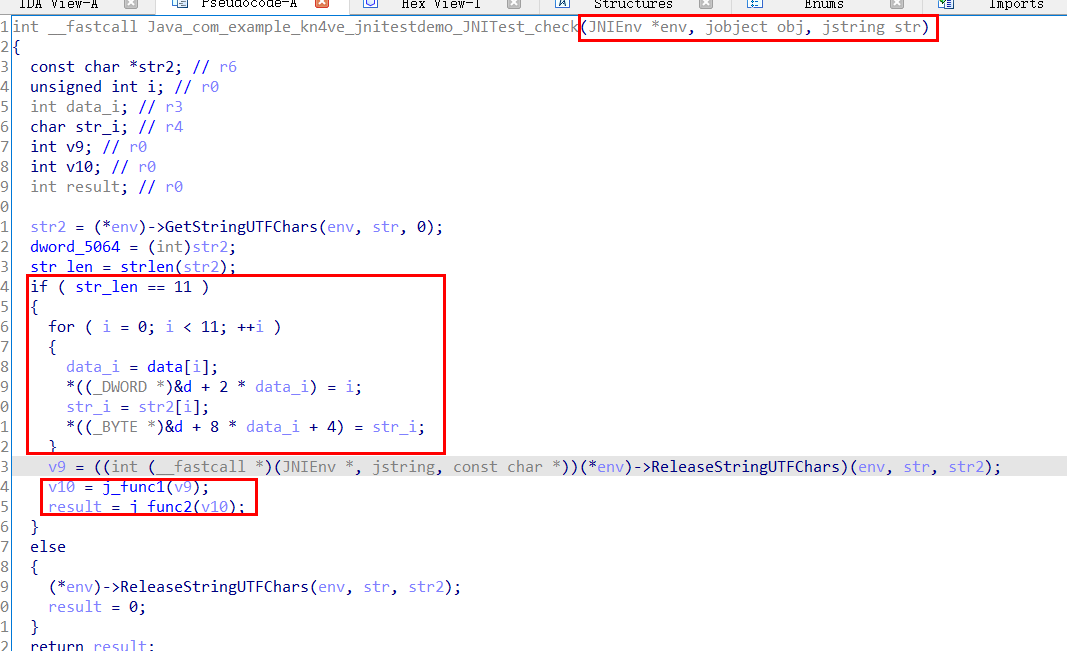 IDA View-A Pseudocode-A Hex View-1 Structures Enums Imports
1 int __fastcall Java_com_example_kn4ve_jnitestdemo_JNITest_check(JNIEnv *env, jobject obj, jstring str)
2 {
3 const char *str2; // r6
4 unsigned int i; // r0
5 int data_i; // r3
6 char str_i; // r4
7 int v9; // r0
8 int v10; // r0
9 int result; // r0
0
1 str2 = (*env)->GetStringUTFChars(env, str, 0);
2 dword_5064 = (int)str2;
3 str_len = strlen(str2);
4 if ( str_len == 11 )
5 {
6 for ( i = 0; i < 11; ++i )
7 {
8 data_i = data[i];
9 *((_DWORD *)&d + 2 * data_i) = i;
0 str_i = str2[i];
1 *((_BYTE *)&d + 8 * data_i + 4) = str_i;
2 }
3 v9 = ((int (__fastcall *)(JNIEnv *, jstring, const char *))(*env)->ReleaseStringUTFChars)(env, str, str2);
4 v10 = j_func1(v9);
5 result = j_func2(v10);
6 }
7 else
8 {
9 (*env)->ReleaseStringUTFChars(env, str, str2);
0 result = 0;
1 }
2 return result;